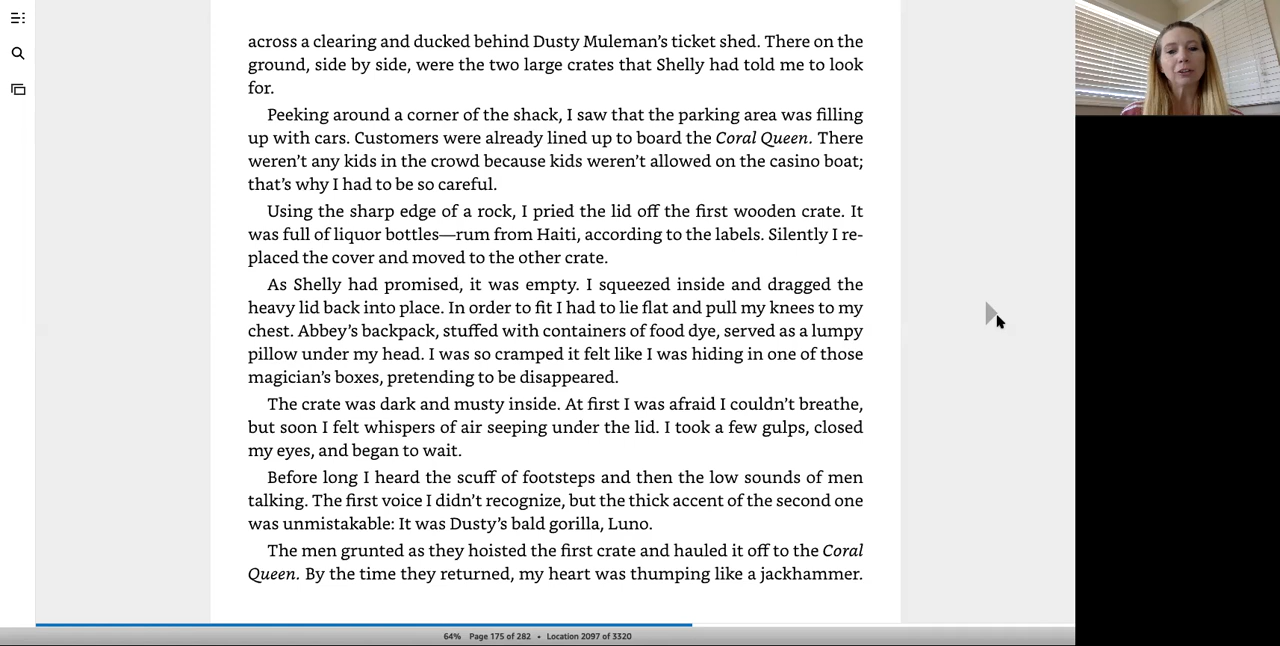 across a clearing and ducked behind Dusty Muleman’s ticket shed. There on the
ground, side by side, were the two large crates that Shelly had told me to look
for.
Peeking around a corner of the shack, I saw that the parking area was filling
up with cars. Customers were already lined up to board the Coral Queen. There
weren’t any kids in the crowd because kids weren’t allowed on the casino boat;
that’s why I had to be so careful.
Using the sharp edge of a rock, I pried the lid off the first wooden crate. It
was full of liquor bottles—rum from Haiti, according to the labels. Silently I re-
placed the cover and moved to the other crate.
As Shelly had promised, it was empty. I squeezed inside and dragged the
heavy lid back into place. In order to fit I had to lie flat and pull my knees to my
chest. Abbey’s backpack, stuffed with containers of food dye, served as a lumpy
pillow under my head. I was so cramped it felt like I was hiding in one of those
magician’s boxes, pretending to be disappeared.
The crate was dark and musty inside. At first I was afraid I couldn’t breathe,
but soon I felt whispers of air seeping under the lid. I took a few gulps, closed
my eyes, and began to wait.
Before long I heard the scuff of footsteps and then the low sounds of men
talking. The first voice I didn’t recognize, but the thick accent of the second one
was unmistakable: It was Dusty’s bald gorilla, Luno.
The men grunted as they hoisted the first crate and hauled it off to the Coral
Queen. By the time they returned, my heart was thumping like a jackhammer.
64% Page 175 of 282 • Location 2097 of 3320